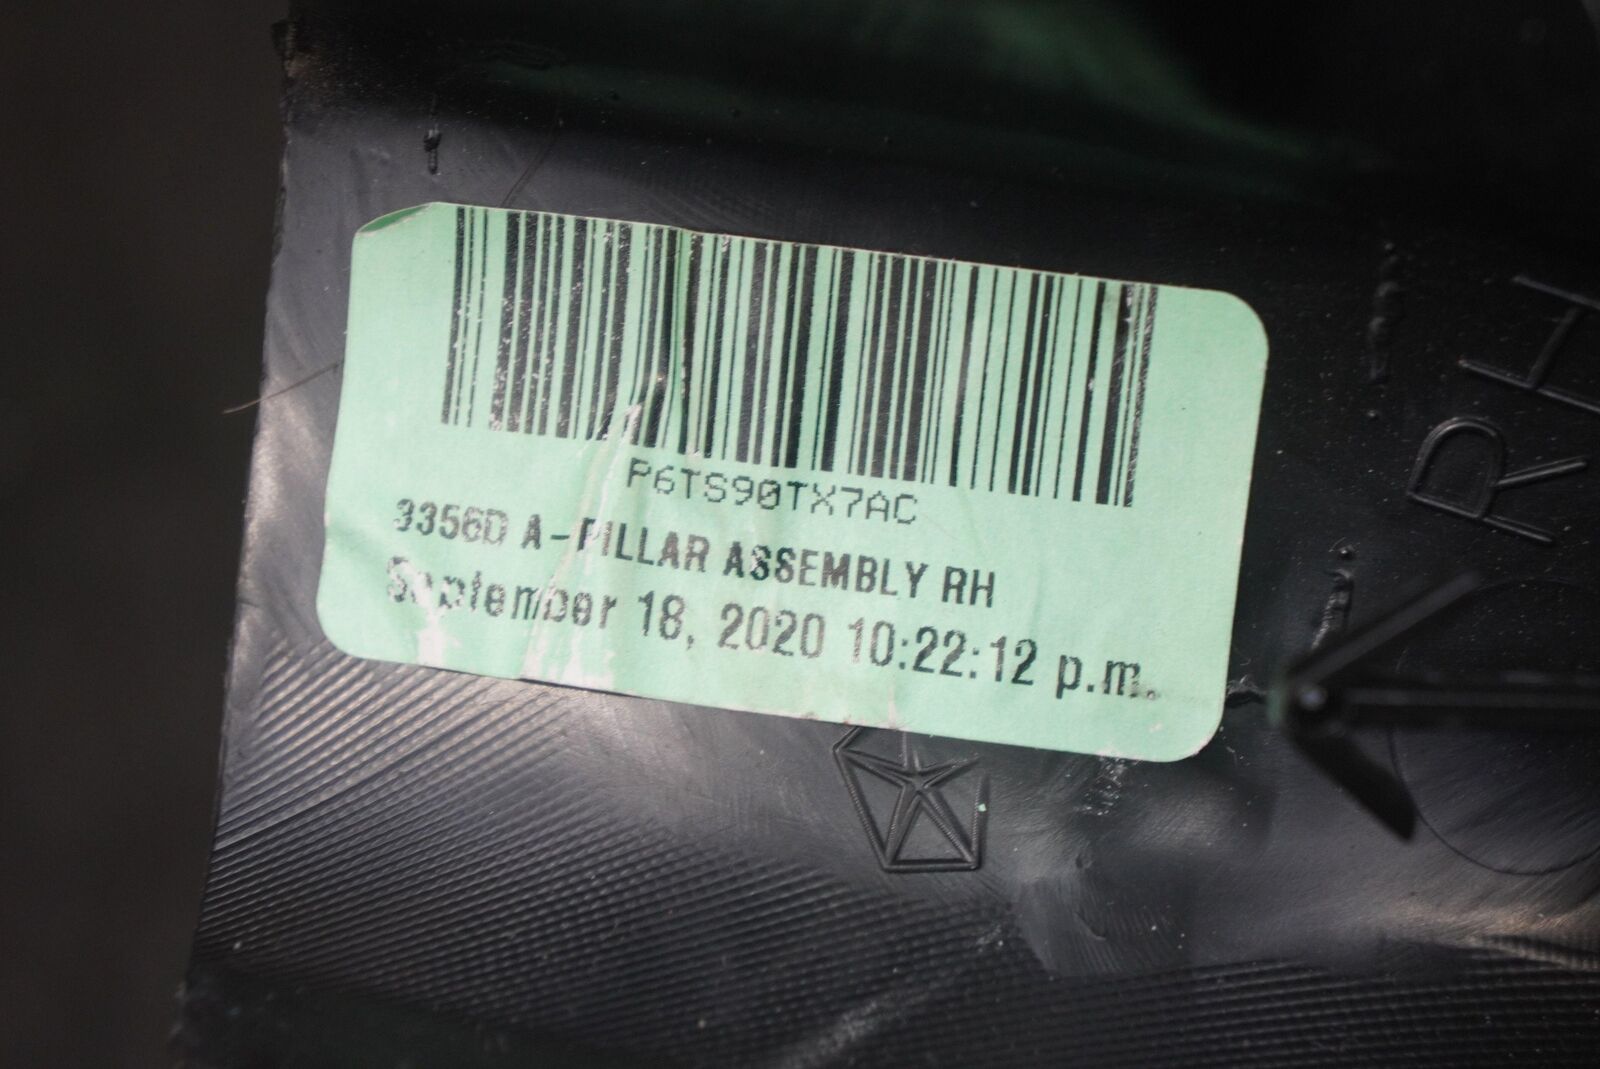 P6TS90TX7AC
3356D A-PILLAR ASSEMBLY RH
September 18, 2020 10:22:12 p.m.
RH